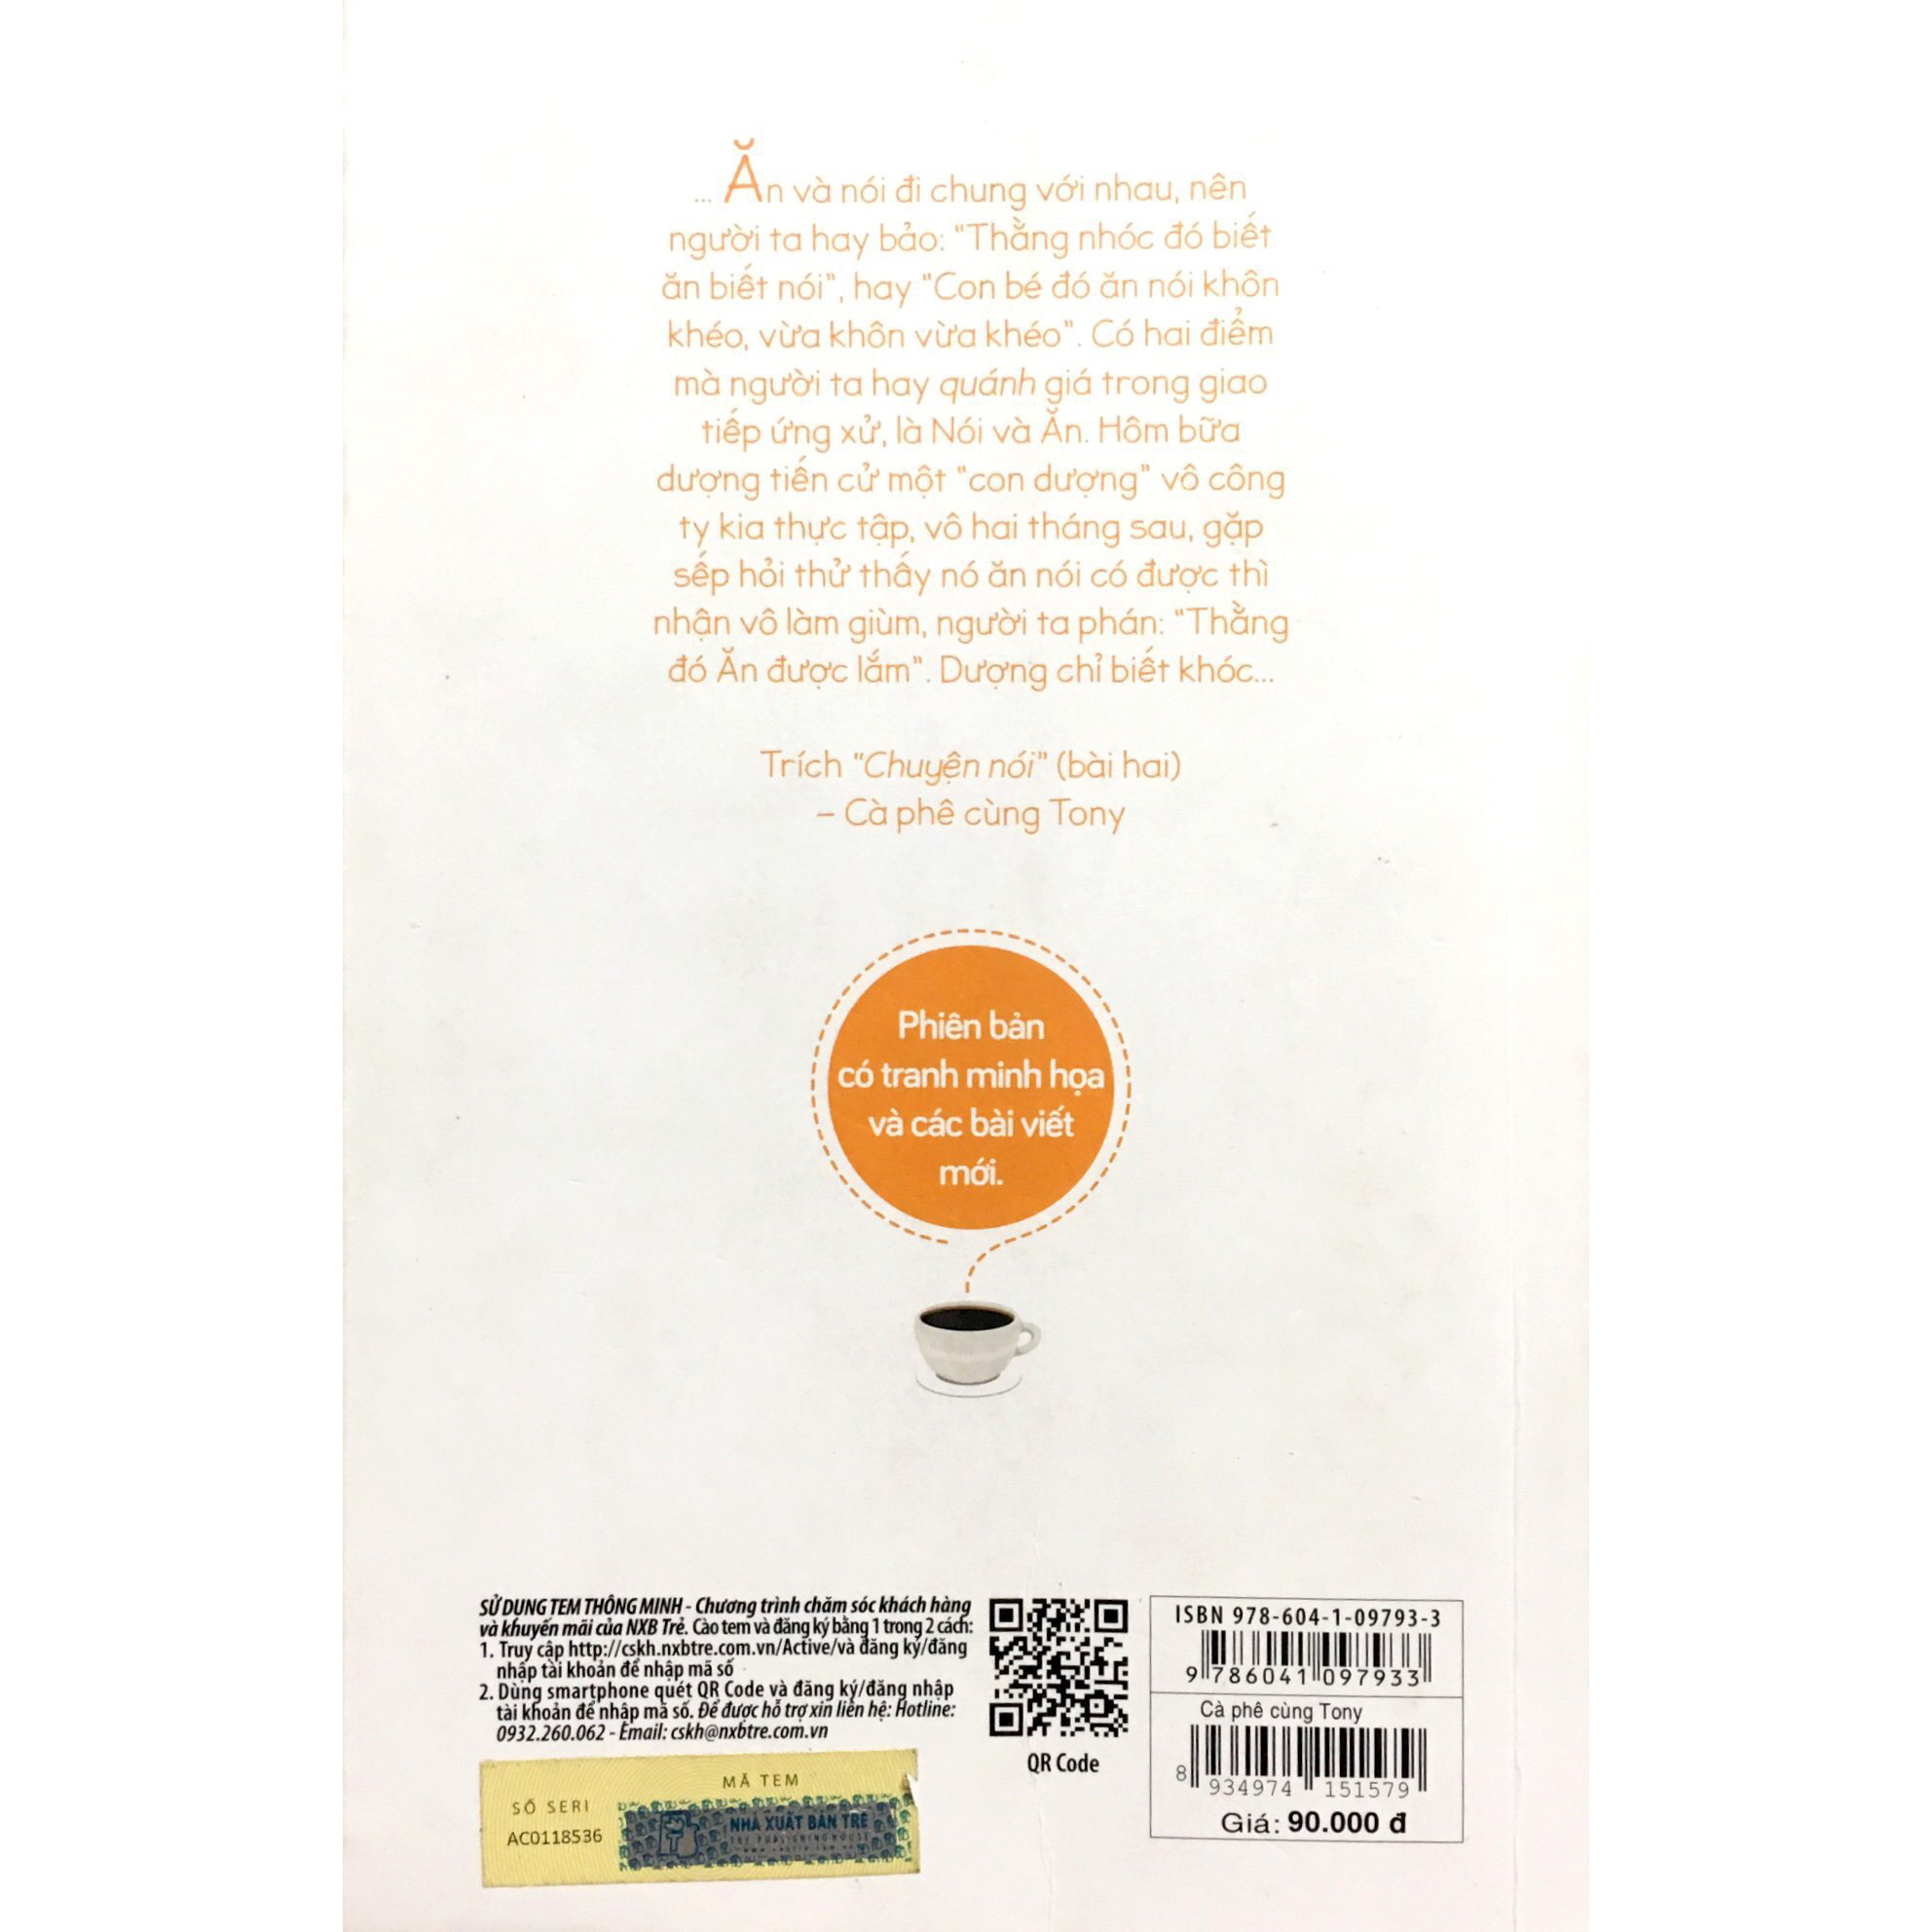 ... Ăn và nói đi chung với nhau, nên
người ta hay bảo: "Thằng nhóc đó biết
ăn biết nói", hay "Con bé đó ăn nói khôn
khéo, vừa khôn vừa khéo". Có hai điểm
mà người ta hay quánh giá trong giao
tiếp ứng xử, là Nói và Ăn. Hôm bữa
dượng tiến cử một "con dượng" vô công
ty kia thực tập, vô hai tháng sau, gặp
sếp hỏi thử thấy nó ăn nói có được thì
nhận vô làm giùm, người ta phán: "Thằng
đó Ăn được lắm". Dượng chỉ biết khóc...
Trích "Chuyện nói" (bài hai)
– Cà phê cùng Tony
Phiên bản
có tranh minh họa
và các bài viết
mới.
SỬ DỤNG TEM THÔNG MINH - Chương trình chăm sóc khách hàng
và khuyến mãi của NXB Trẻ. Cào tem và đăng ký bằng 1 trong 2 cách:
1. Truy cập http://cskh.nxbtre.com.vn/Active/và đăng ký/đăng
nhập tài khoản để nhập mã số
2. Dùng smartphone quét QR Code và đăng ký/đăng nhập
tài khoản để nhập mã số. Để được hỗ trợ xin liên hệ: Hotline:
0932.260.062 - Email: cskh@nxbtre.com.vn
QR Code
ISBN 978-604-1-09793-3
9 786041 097933
Cà phê cùng Tony
8 934974 151579
Giá: 90.000 đ
MÃ TEM
SỐ SERI
AC0118536
NHÀ XUẤT BẢN TRẺ
TRE PUBLISHING HOUSE